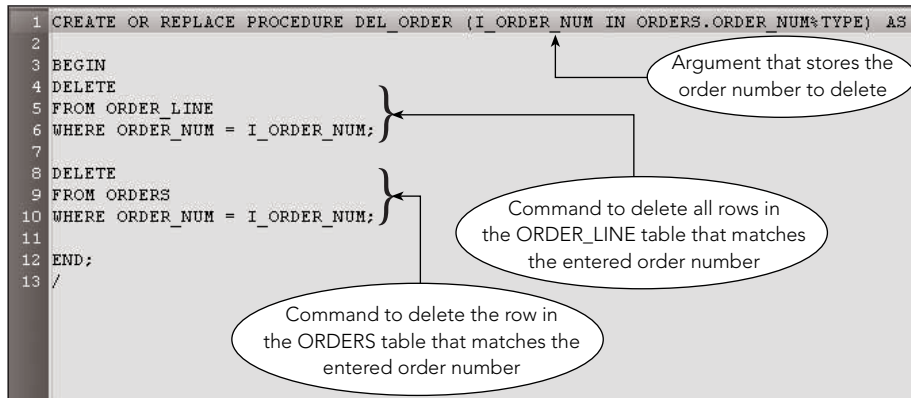 1 CREATE OR REPLACE PROCEDURE DEL_ORDER (I_ORDER_NUM IN ORDERS.ORDER_NUM%TYPE) AS
2
3 BEGIN
4 DELETE
5 FROM ORDER_LINE
6 WHERE ORDER_NUM = I_ORDER_NUM;
7
8 DELETE
9 FROM ORDERS
10 WHERE ORDER_NUM = I_ORDER_NUM;
11
12 END;
13 /
Argument that stores the
order number to delete
Command to delete all rows in
the ORDER_LINE table that matches
the entered order number
Command to delete the row in
the ORDERS table that matches the
entered order number